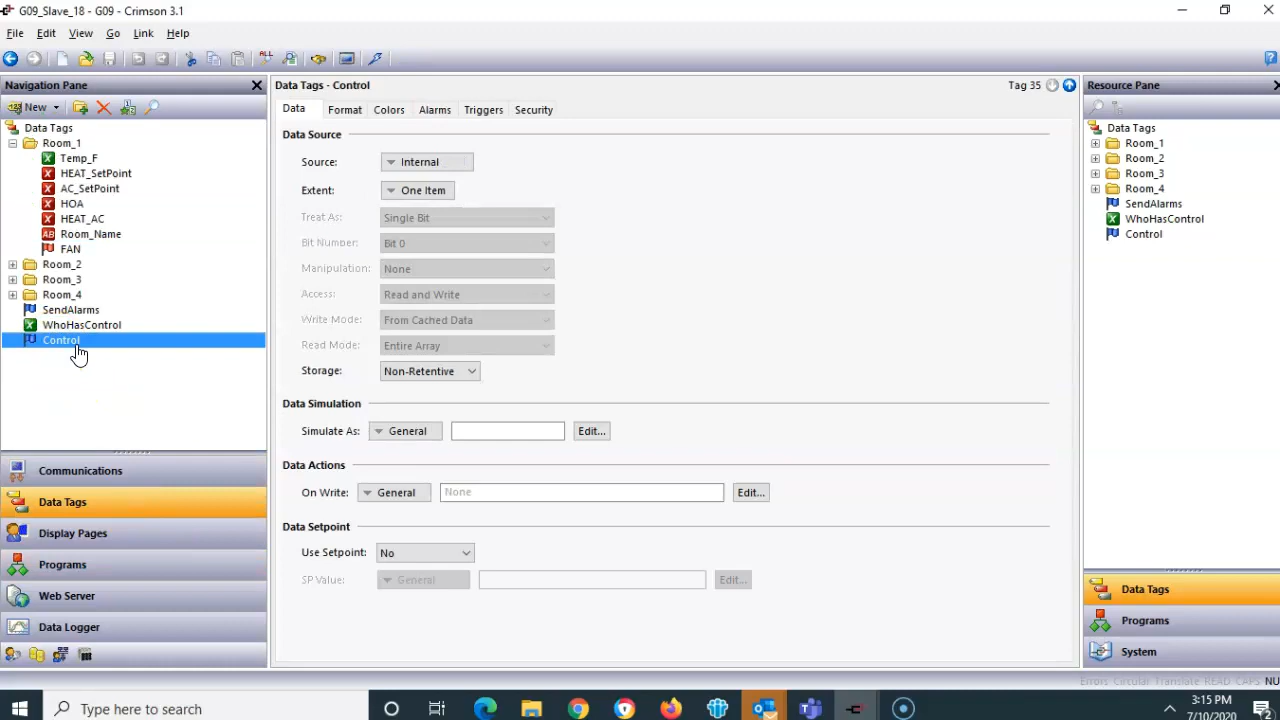 G09_Slave_18 - G09 - Crimson 3.1
File Edit View Go Link Help
Navigation Pane
New
Data Tags
Room_1
Temp_F
HEAT_SetPoint
AC_SetPoint
HOA
HEAT_AC
Room_Name
FAN
Room_2
Room_3
Room_4
SendAlarms
WhoHasControl
Control
Communications
Data Tags
Display Pages
Programs
Web Server
Data Logger
Data Tags - Control
Tag 35
Data Format Colors Alarms Triggers Security
Data Source
Source: Internal
Extent: One Item
Treat As: Single Bit
Bit Number: Bit 0
Manipulation: None
Access: Read and Write
Write Mode: From Cached Data
Read Mode: Entire Array
Storage: Non-Retentive
Data Simulation
Simulate As: General Edit...
Data Actions
On Write: General None Edit...
Data Setpoint
Use Setpoint: No
SP Value: General Edit...
Resource Pane
Data Tags
Room_1
Room_2
Room_3
Room_4
SendAlarms
WhoHasControl
Control
Data Tags
Programs
System
Errors Circular Translate READ CAPS NU
Type here to search
3:15 PM
7/10/2020